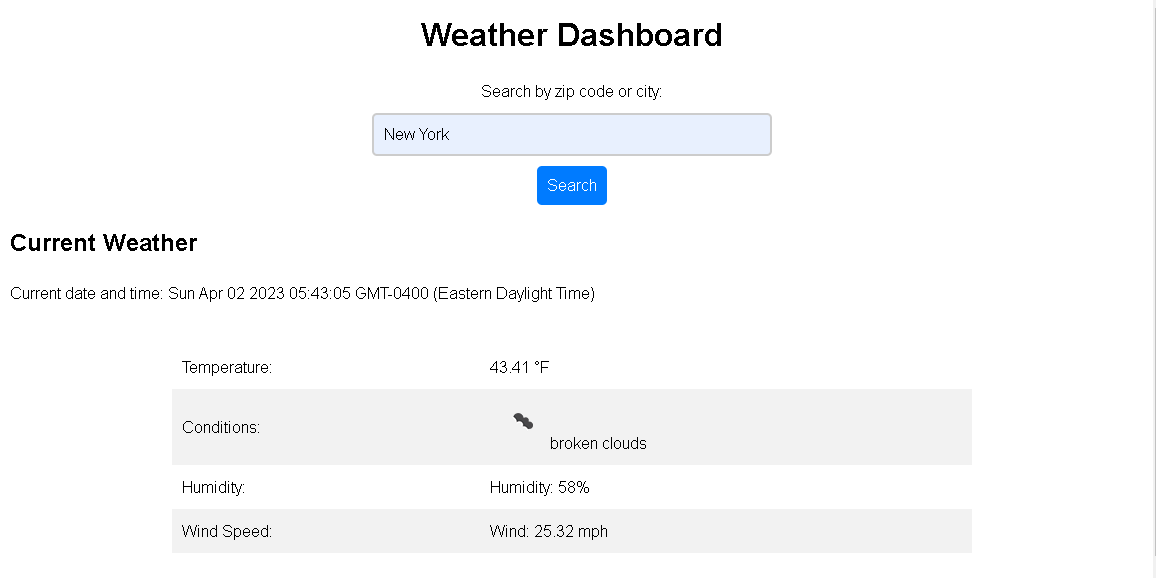 Weather Dashboard
Search by zip code or city:
New York
Search
Current Weather
Current date and time: Sun Apr 02 2023 05:43:05 GMT-0400 (Eastern Daylight Time)
Temperature: 43.41 °F
Conditions: broken clouds
Humidity: Humidity: 58%
Wind Speed: Wind: 25.32 mph